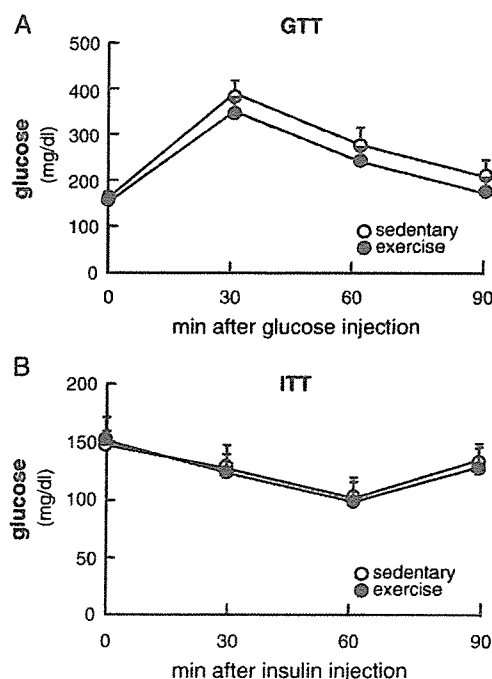 A
GTT
500
400
300
200
100
0
glucose
(mg/dl)
sedentary
exercise
0 30 60 90
min after glucose injection
B
ITT
200
150
100
50
0
glucose
(mg/dl)
sedentary
exercise
0 30 60 90
min after insulin injection